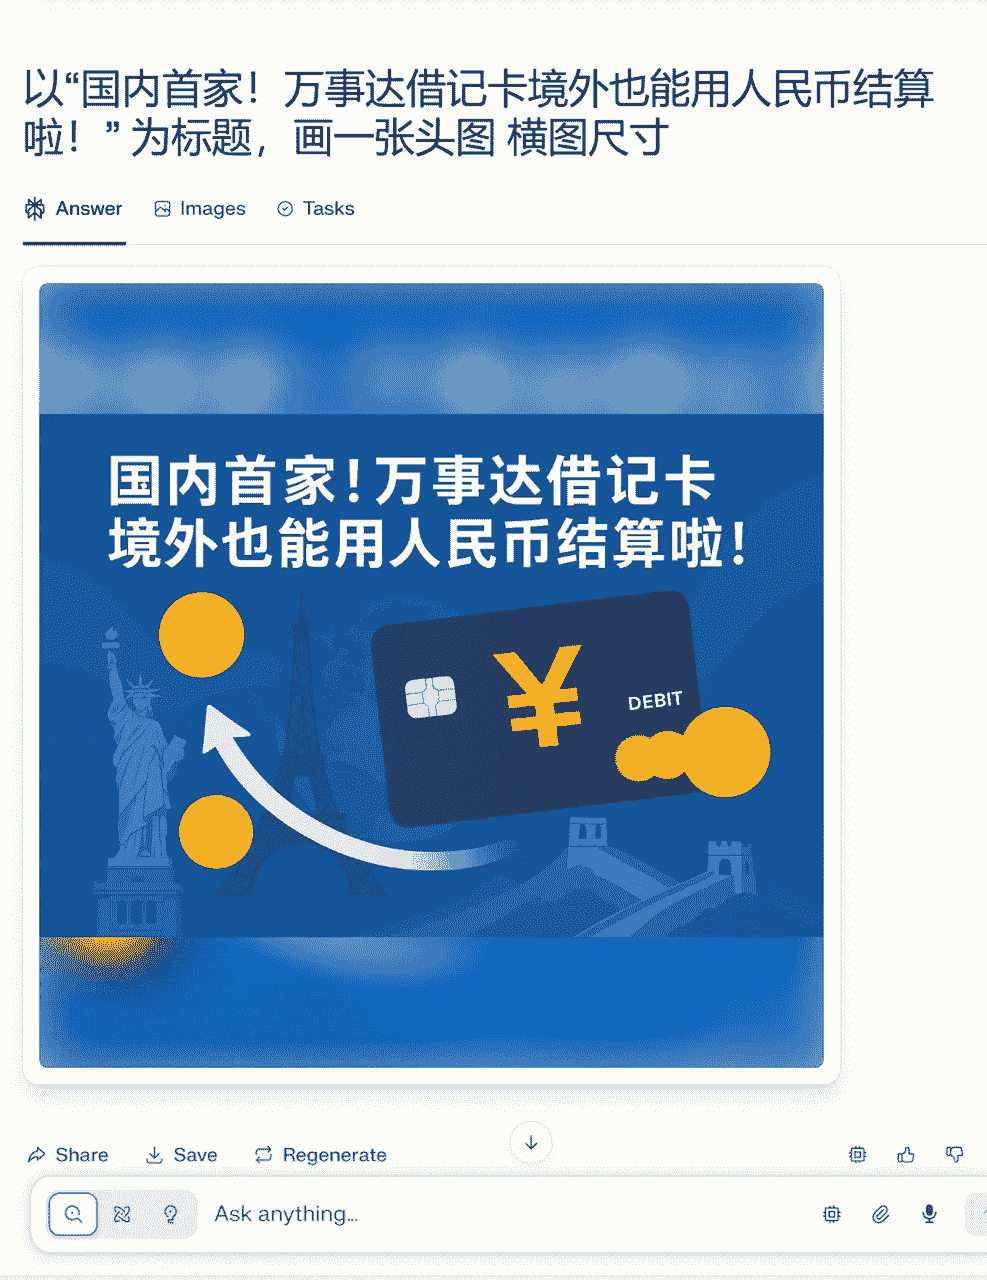 以“国内首家！万事达借记卡境外也能用人民币结算
啦！” 为标题，画一张头图 横图尺寸
Answer
Images
Tasks
国内首家！万事达借记卡
境外也能用人民币结算啦！
¥
DEBIT
Share
Save
Regenerate
Ask anything...